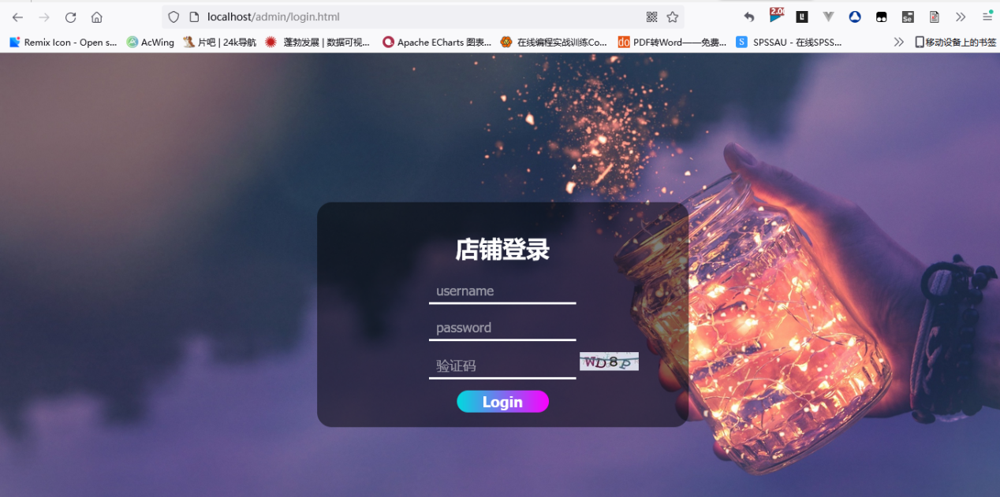 localhost/admin/login.html
2.00
Remix Icon - Open s...
AcWing
片吧 | 24k导航
蓬勃发展 | 数据可视...
Apache ECharts 图表...
在线编程实战训练Co...
do PDF转Word——免费...
S SPSSAU - 在线SPSS...
移动设备上的书签
店铺登录
username
password
验证码 WD8P
Login